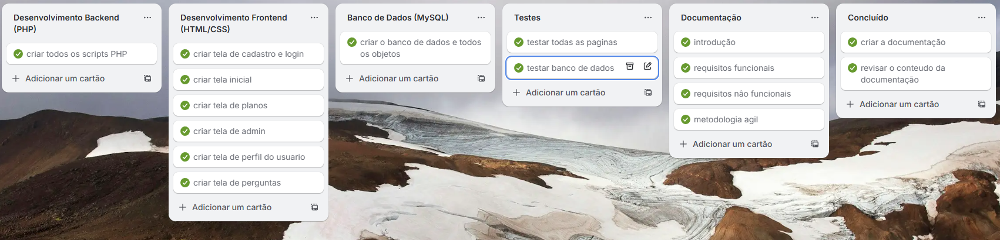 Desenvolvimento Backend
(PHP)
criar todos os scripts PHP
Adicionar um cartão
Desenvolvimento Frontend
(HTML/CSS)
criar tela de cadastro e login
criar tela inicial
criar tela de planos
criar tela de admin
criar tela de perfil do usuario
criar tela de perguntas
Adicionar um cartão
Banco de Dados (MySQL)
criar o banco de dados e todos
os objetos
Adicionar um cartão
Testes
testar todas as paginas
testar banco de dados
Adicionar um cartão
Documentação
introdução
requisitos funcionais
requisitos não funcionais
metodologia agil
Adicionar um cartão
Concluído
criar a documentação
revisar o conteudo da
documentação
Adicionar um cartão